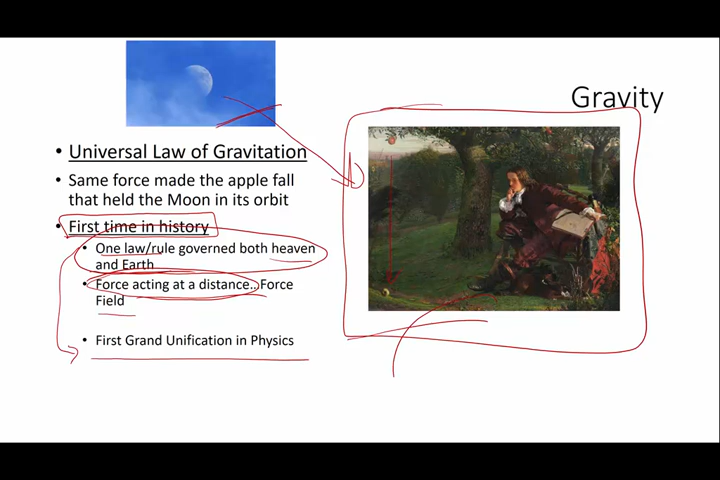 Gravity
• Universal Law of Gravitation
• Same force made the apple fall
that held the Moon in its orbit
• First time in history
• One law/rule governed both heaven
and Earth
• Force acting at a distance.. Force
Field
• First Grand Unification in Physics